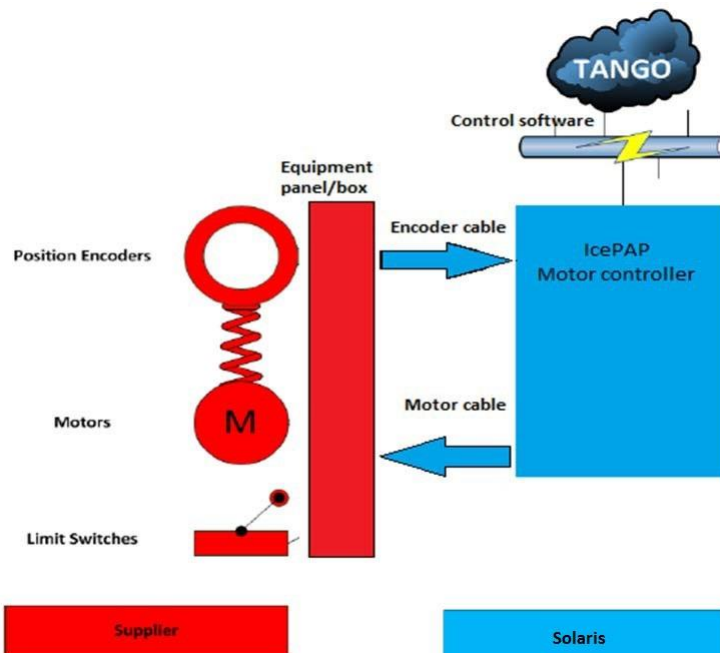 TANGO
Control software
Equipment
panel/box
Position Encoders
Encoder cable
IcePAP
Motor controller
Motors
M
Motor cable
Limit Switches
Supplier
Solaris